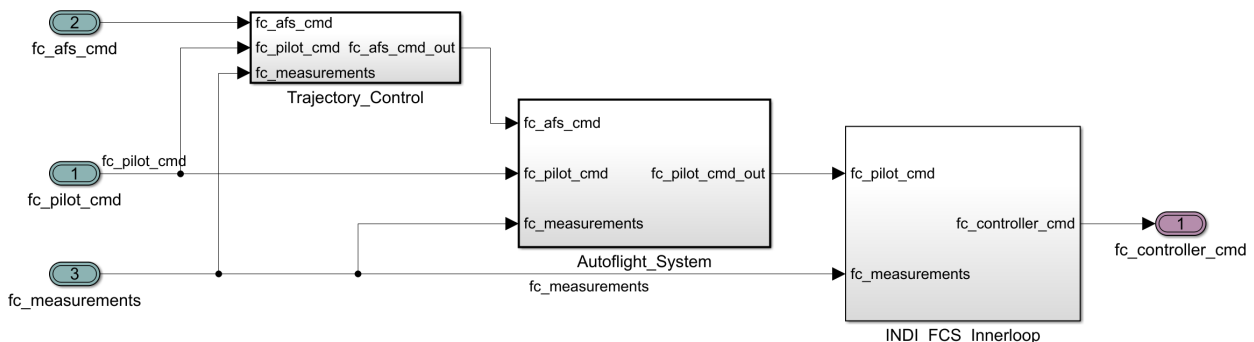 2
fc_afs_cmd
fc_afs_cmd
fc_pilot_cmd fc_afs_cmd_out
fc_measurements
Trajectory_Control
fc_pilot_cmd
1
fc_pilot_cmd
3
fc_measurements
fc_afs_cmd
fc_pilot_cmd fc_pilot_cmd_out
fc_measurements
Autoflight_System
fc_measurements
fc_pilot_cmd
fc_controller_cmd
fc_measurements
INDI_FCS_Innerloop
1
fc_controller_cmd